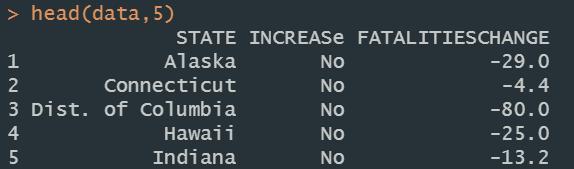 > head(data,5)
STATE INCREASe FATALITIESCHANGE
1 Alaska No -29.0
2 Connecticut No -4.4
3 Dist. of Columbia No -80.0
4 Hawaii No -25.0
5 Indiana No -13.2